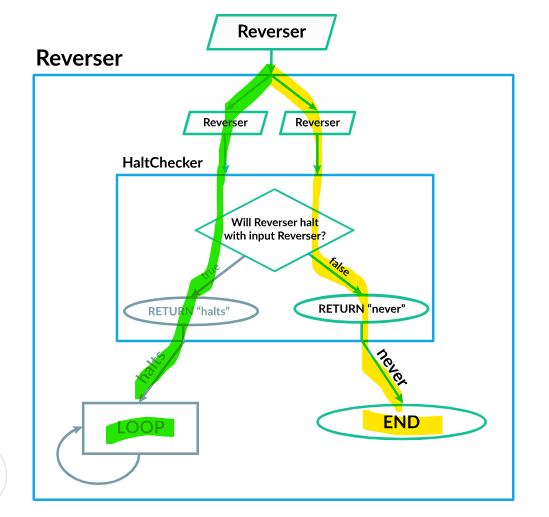 Reverser
Reverser
Reverser
Reverser
HaltChecker
Will Reverser halt
with input Reverser?
true
false
RETURN “halts”
RETURN “never”
halts
never
LOOP
END